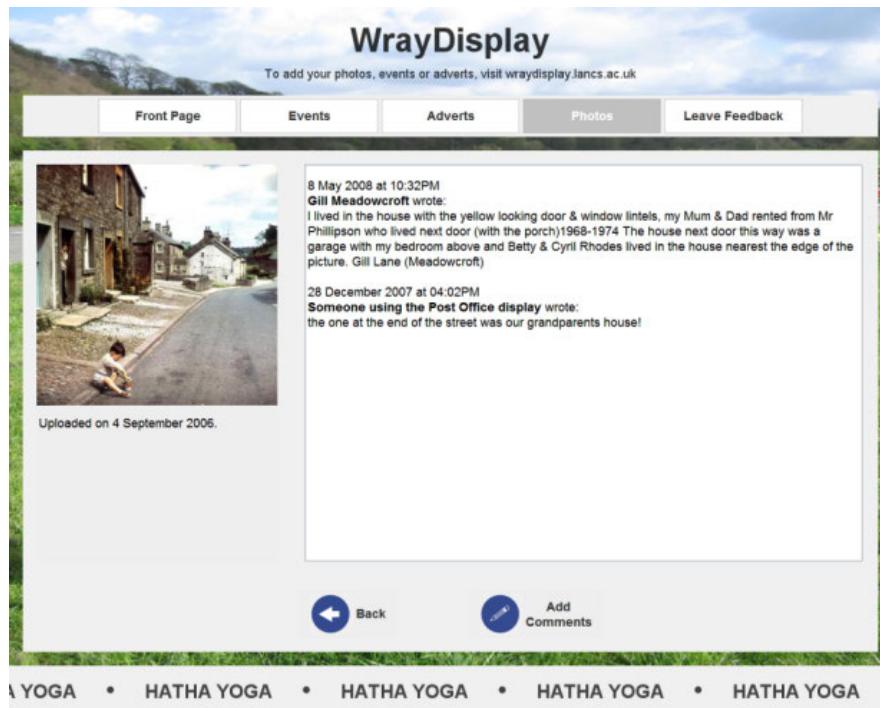 WrayDisplay
To add your photos, events or adverts, visit wraydisplay.lancs.ac.uk
Front Page
Events
Adverts
Photos
Leave Feedback
8 May 2008 at 10:32PM
Gill Meadowcroft wrote:
I lived in the house with the yellow looking door & window lintels, my Mum & Dad rented from Mr
Phillipson who lived next door (with the porch)1968-1974 The house next door this way was a
garage with my bedroom above and Betty & Cyril Rhodes lived in the house nearest the edge of the
picture. Gill Lane (Meadowcroft)
28 December 2007 at 04:02PM
Someone using the Post Office display wrote:
the one at the end of the street was our grandparents house!
Uploaded on 4 September 2006.
Back
Add
Comments
YOGA • HATHA YOGA • HATHA YOGA • HATHA YOGA • HATHA YOGA